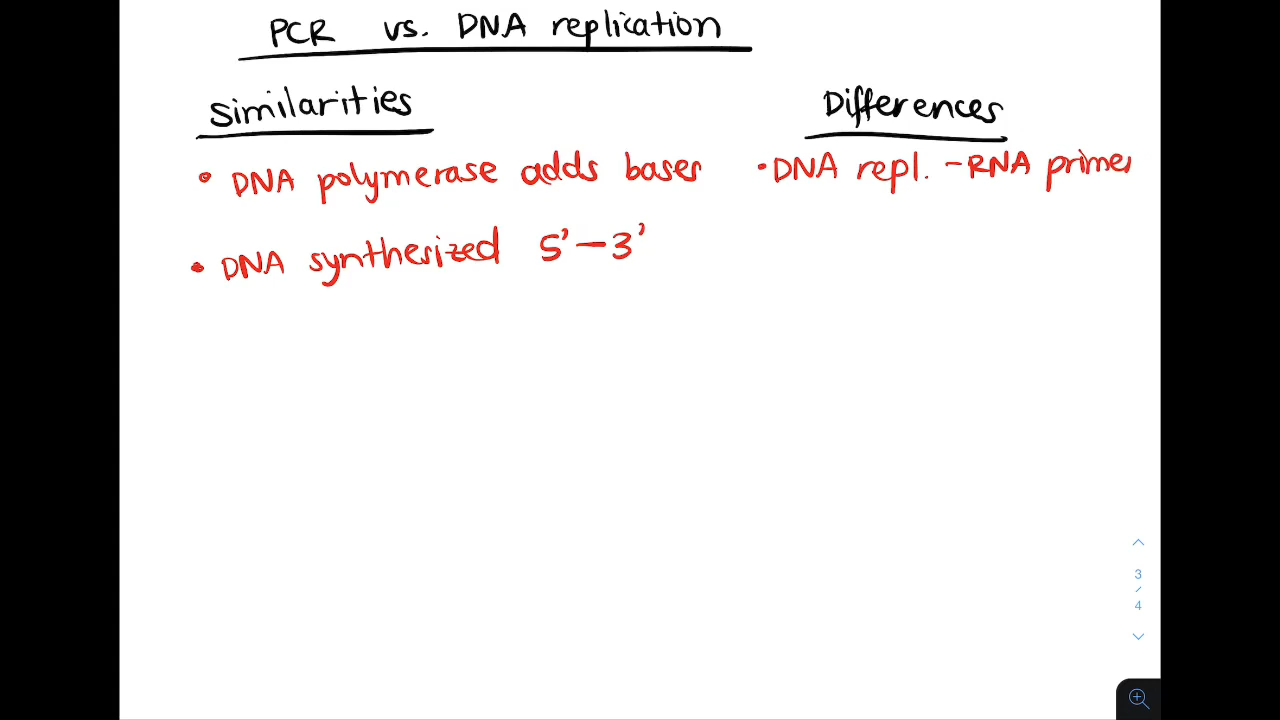 PCR vs. DNA replication
Similarities
Differences
• DNA polymerase adds bases
• DNA repl. - RNA primer
• DNA synthesized 5' - 3'
3
/
4